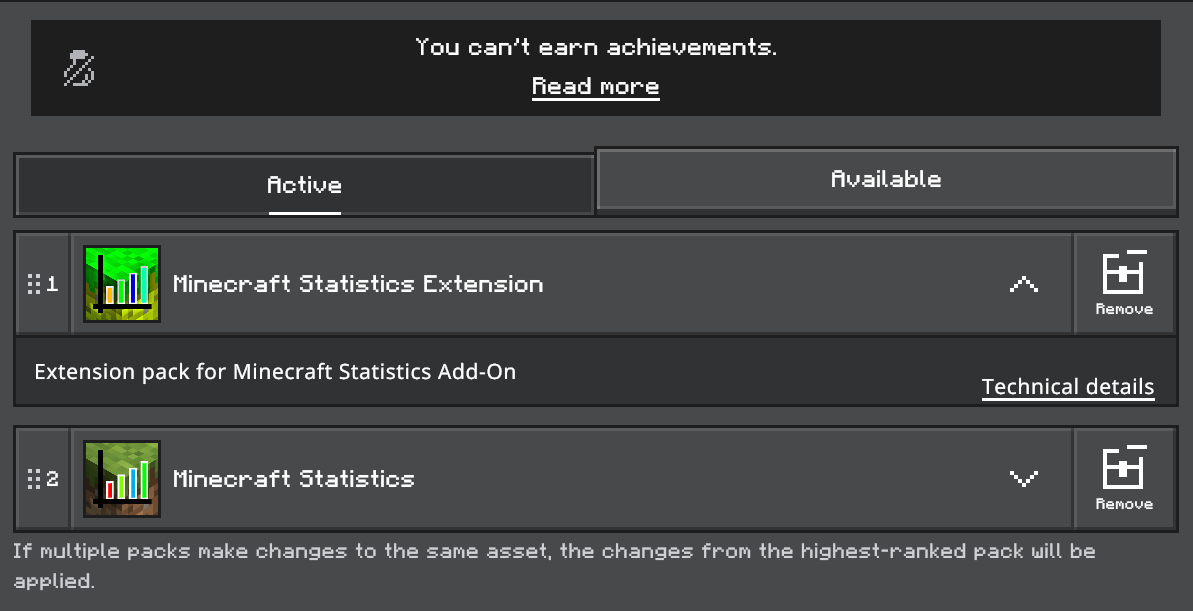 You can't earn achievements.
Read more
Active
Available
1
Minecraft Statistics Extension
Remove
Extension pack for Minecraft Statistics Add-On
Technical details
2
Minecraft Statistics
Remove
If multiple packs make changes to the same asset, the changes from the highest-ranked pack will be
applied.